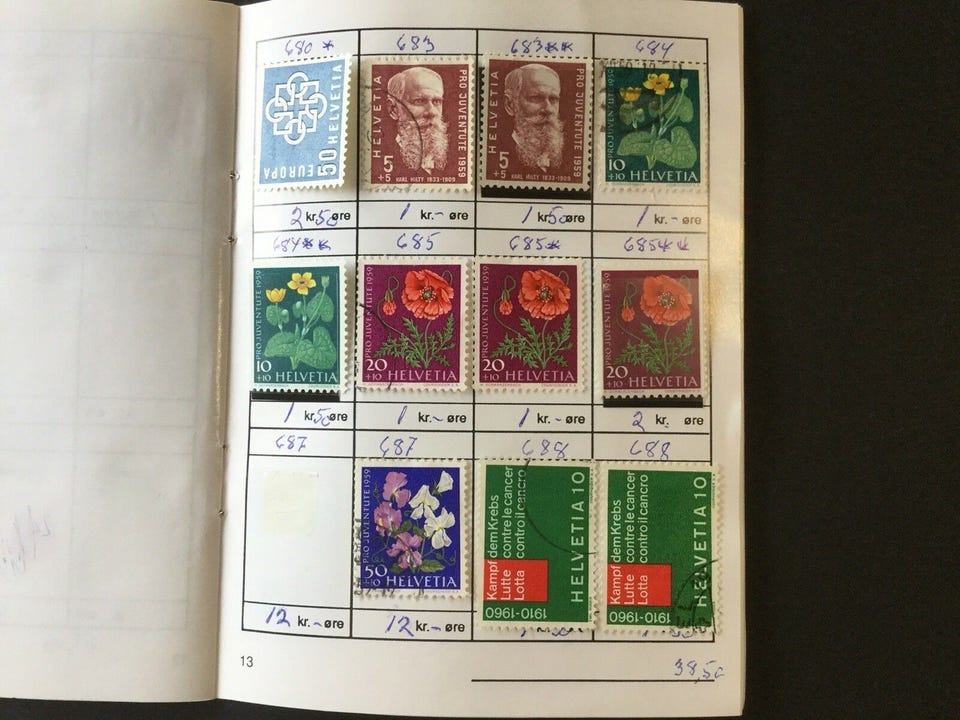 680 *
683
683 **
684
50 HELVETIA
EUROPA
HELVETIA
PRO JUVENTUTE 1959
5
+5
KARL HILTY 1833-1909
HELVETIA
PRO JUVENTUTE 1959
5
+5
KARL HILTY 1833-1909
PRO JUVENTUTE 1959
10
+10 HELVETIA
2 kr. 50 øre
1 kr. - øre
1 kr. 50 øre
1 kr. - øre
684 **
685
685 *
685 **
PRO JUVENTUTE 1959
10
+10 HELVETIA
PRO JUVENTUTE 1959
20
+10 HELVETIA
PRO JUVENTUTE 1959
20
+10 HELVETIA
PRO JUVENTUTE 1959
20
+10 HELVETIA
1 kr. 50 øre
1 kr. - øre
1 kr. - øre
2 kr. øre
687
687
688
688
PRO JUVENTUTE 1959
50
+10 HELVETIA
Kampf dem Krebs
Lutte contre le cancer
Lotta contro il cancro
HELVETIA 10
1910-1960
Kampf dem Krebs
Lutte contre le cancer
Lotta contro il cancro
HELVETIA 10
1910-1960
12 kr. - øre
12 kr. - øre
13
38,50